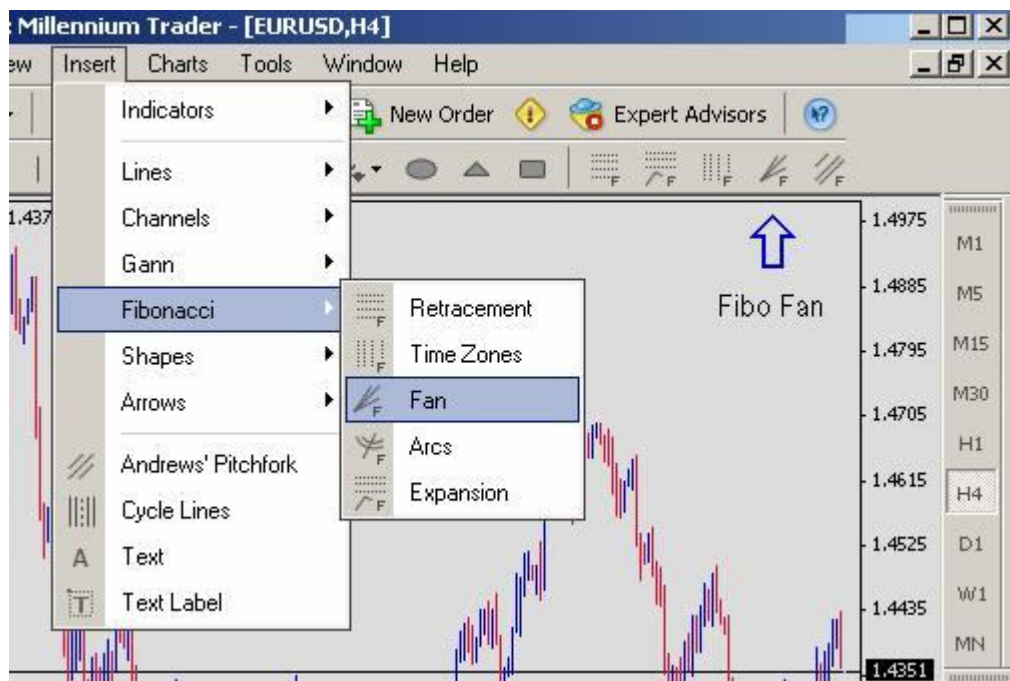 : Millennium Trader - [EURUSD,H4]
ew Insert Charts Tools Window Help
New Order Expert Advisors
1.437
Indicators
Lines
Channels
Gann
Fibonacci
Shapes
Arrows
Andrews' Pitchfork
Cycle Lines
A Text
T Text Label
F Retracement
F Time Zones
F Fan
F Arcs
F Expansion
F F F F F
Fibo Fan
1.4975
1.4885
1.4795
1.4705
1.4615
1.4525
1.4435
1.4351
M1
M5
M15
M30
H1
H4
D1
W1
MN